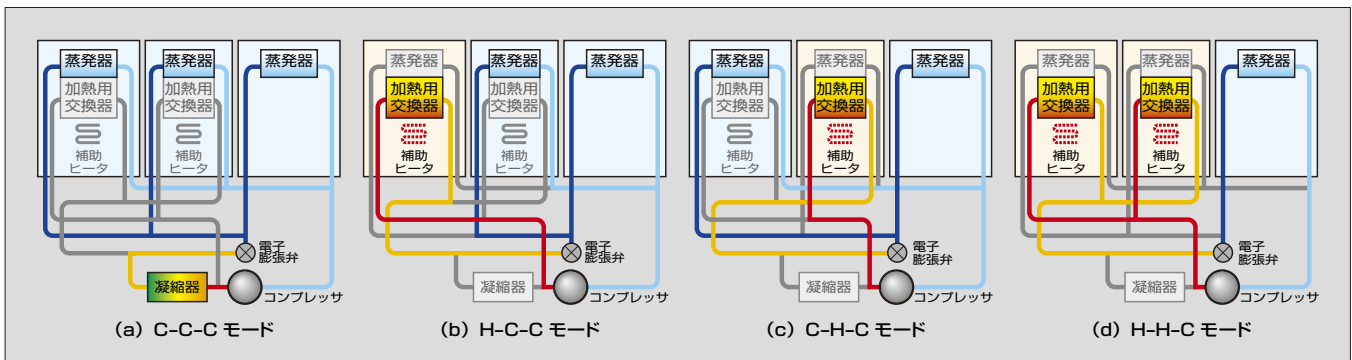 蒸発器
加熱用
交換器
補助
ヒータ
蒸発器
加熱用
交換器
補助
ヒータ
蒸発器
電子
膨張弁
凝縮器
コンプレッサ
(a) C-C-C モード
蒸発器
加熱用
交換器
補助
ヒータ
蒸発器
加熱用
交換器
補助
ヒータ
蒸発器
電子
膨張弁
凝縮器
コンプレッサ
(b) H-C-C モード
蒸発器
加熱用
交換器
補助
ヒータ
蒸発器
加熱用
交換器
補助
ヒータ
蒸発器
電子
膨張弁
凝縮器
コンプレッサ
(c) C-H-C モード
蒸発器
加熱用
交換器
補助
ヒータ
蒸発器
加熱用
交換器
補助
ヒータ
蒸発器
電子
膨張弁
凝縮器
コンプレッサ
(d) H-H-C モード